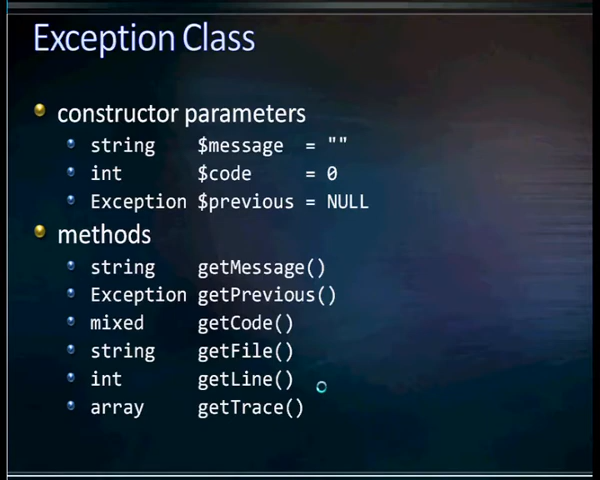 Exception Class
constructor parameters
string $message = ""
int $code = 0
Exception $previous = NULL
methods
string getMessage()
Exception getPrevious()
mixed getCode()
string getFile()
int getLine()
array getTrace()